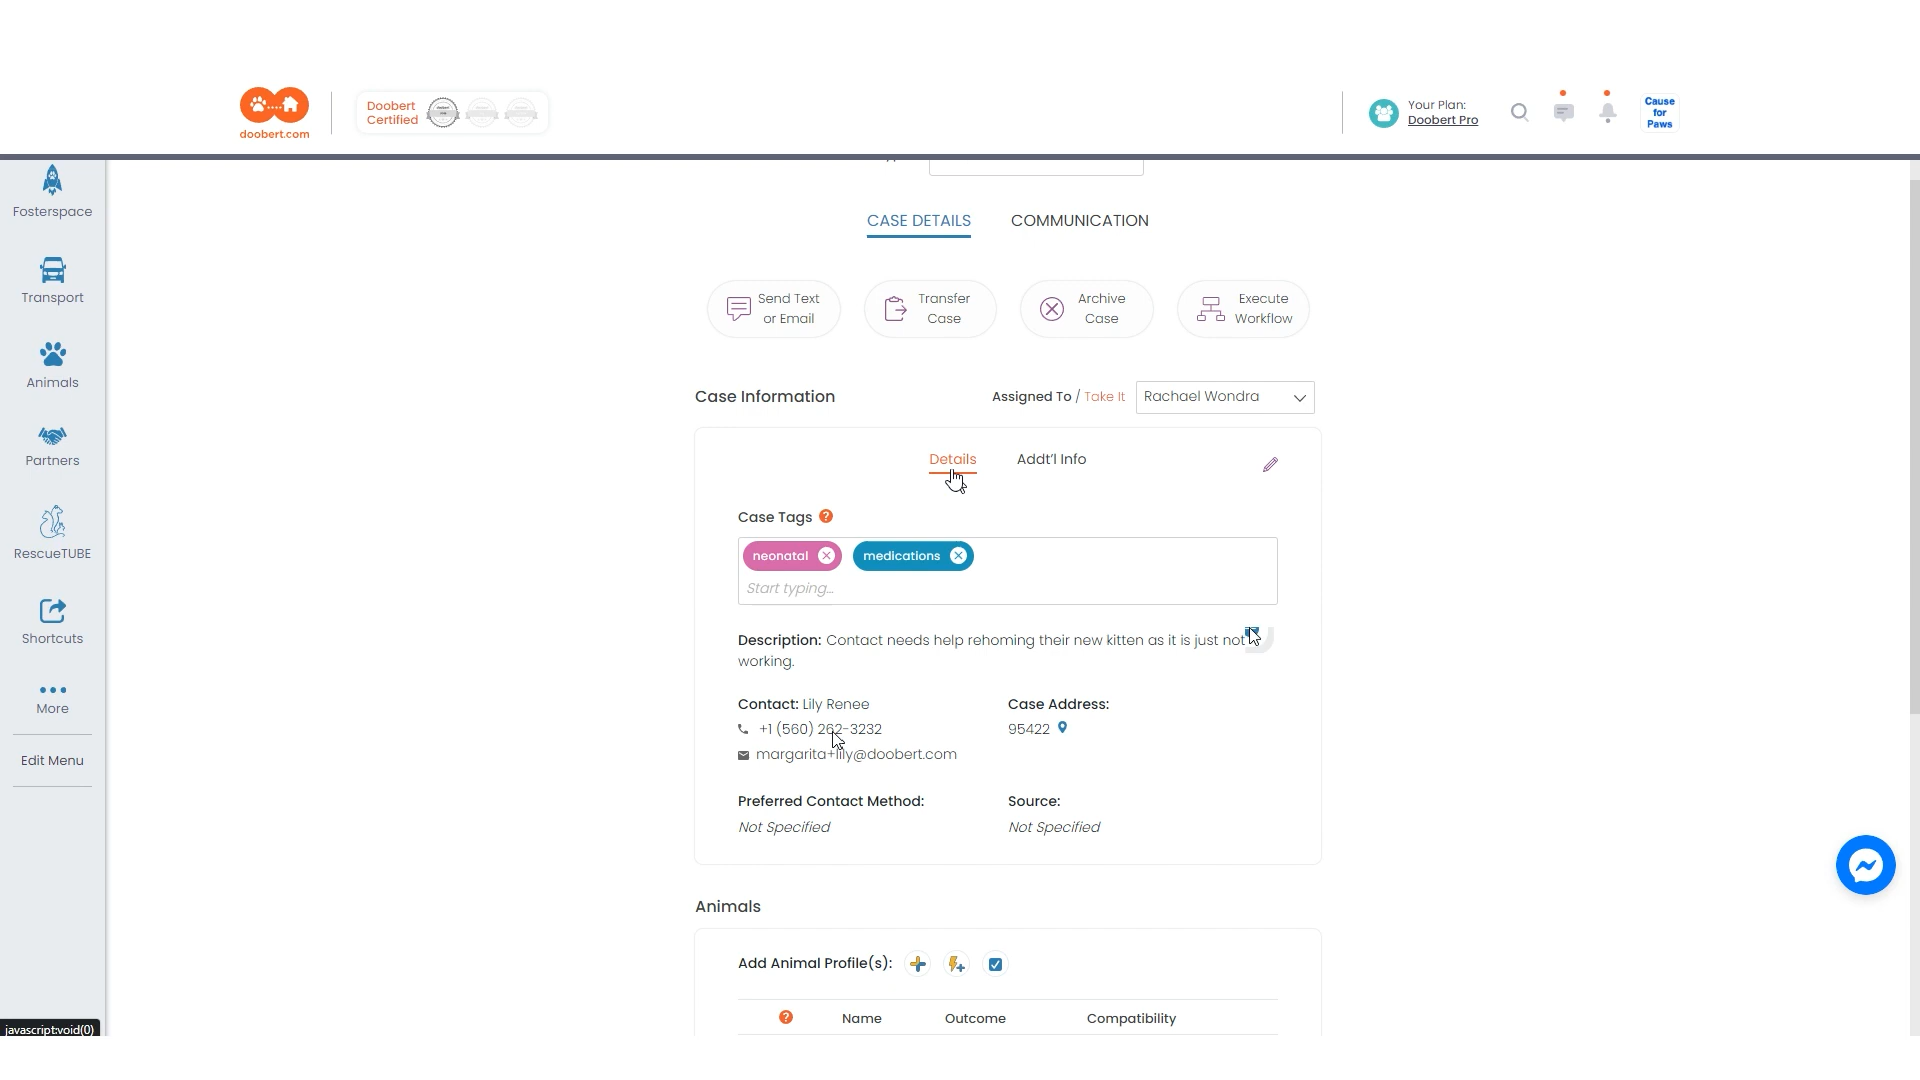 doobert.com
Doobert
Certified
Your Plan:
Doobert Pro
Cause
for
Paws
Fosterspace
Transport
Animals
Partners
RescueTUBE
Shortcuts
More
Edit Menu
CASE DETAILS
COMMUNICATION
Send Text
or Email
Transfer
Case
Archive
Case
Execute
Workflow
Case Information
Assigned To / Take It
Rachael Wondra
Details
Addt'l Info
Case Tags ?
neonatal
medications
Start typing...
Description: Contact needs help rehoming their new kitten as it is just not
working.
Contact: Lily Renee
+1 (560) 262-3232
margarita+lily@doobert.com
Case Address:
95422
Preferred Contact Method:
Not Specified
Source:
Not Specified
Animals
Add Animal Profile(s):
? Name Outcome Compatibility
javascript:void(0)